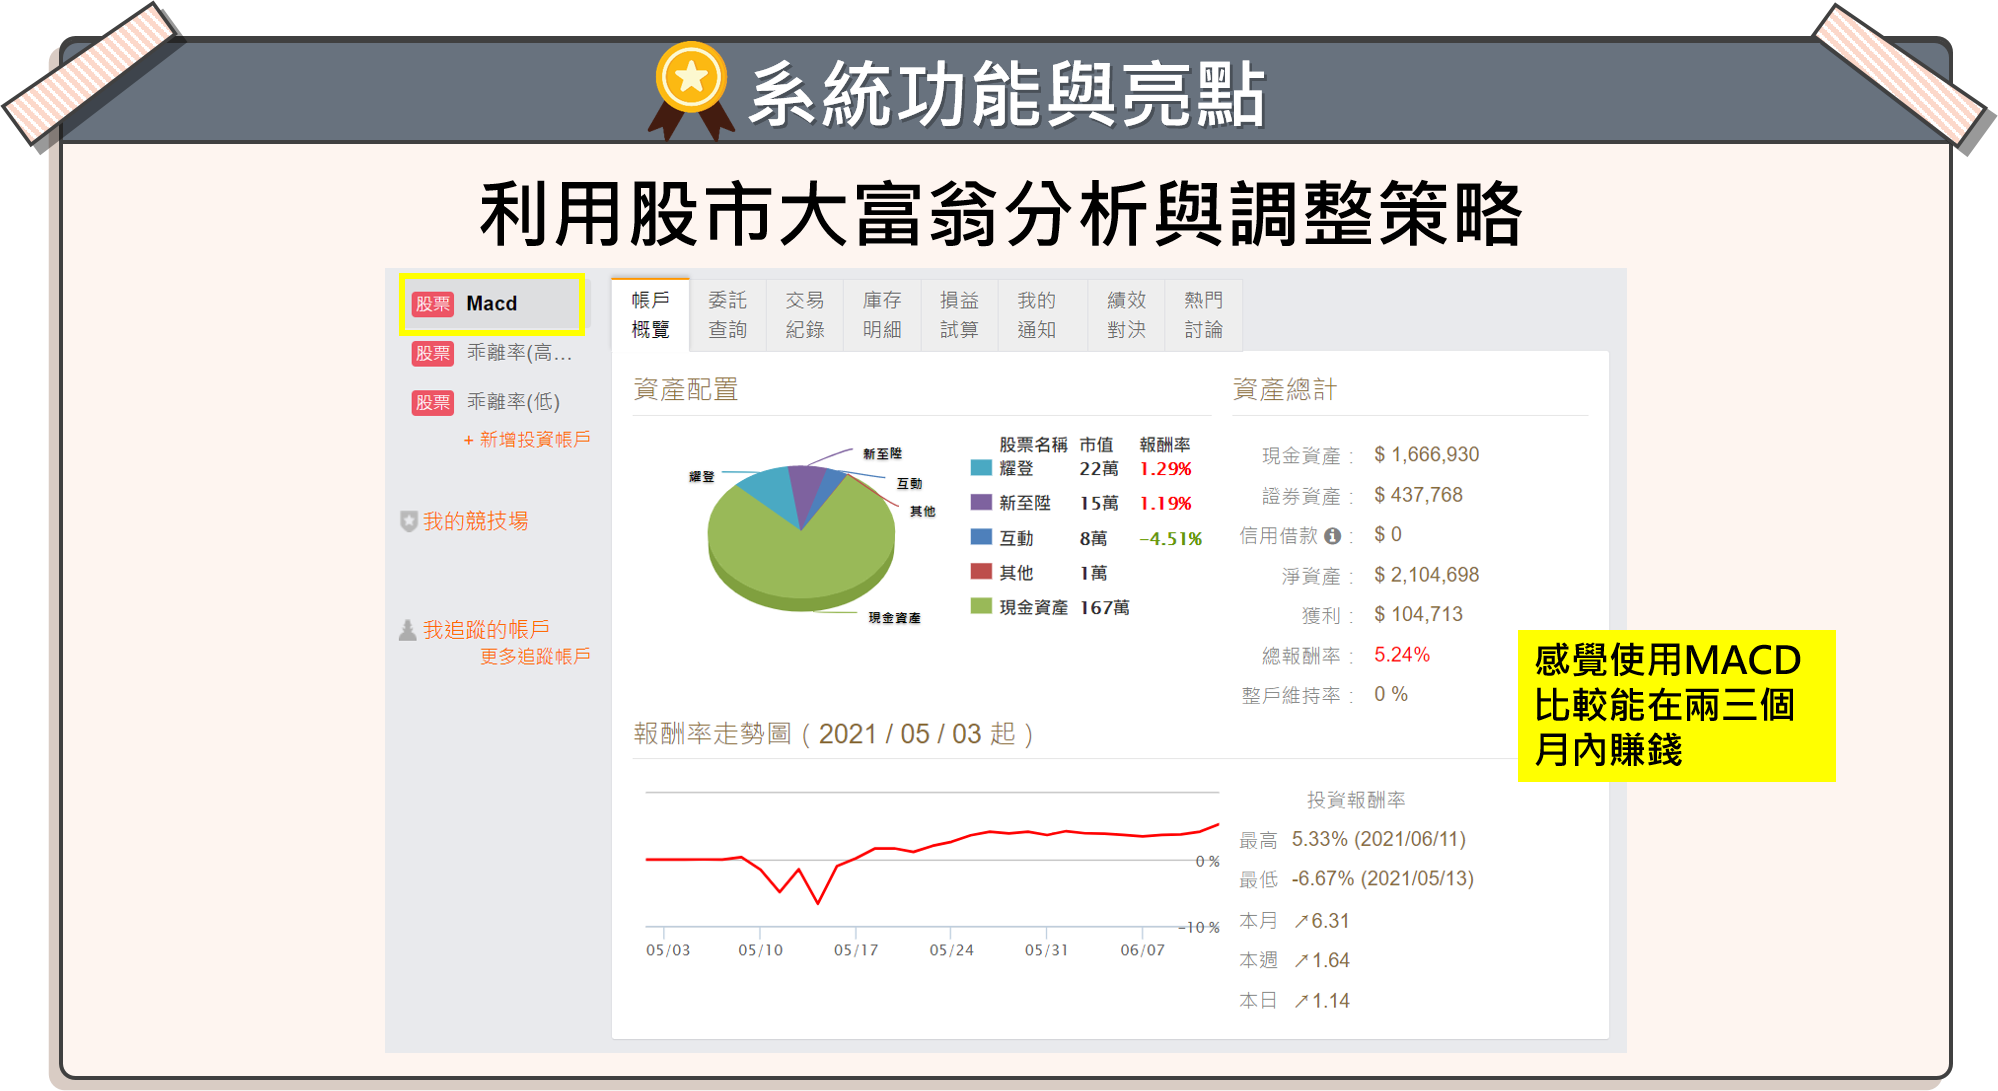 系統功能與亮點
利用股市大富翁分析與調整策略
股票 Macd
股票 乖離率(高...
股票 乖離率(低)
+ 新增投資帳戶
我的競技場
我追蹤的帳戶
更多追蹤帳戶
帳戶概覽 委託查詢 交易紀錄 庫存明細 損益試算 我的通知 績效對決 熱門討論
資產配置
耀登
新至陞
互動
其他
現金資產
股票名稱 市值 報酬率
耀登 22萬 1.29%
新至陞 15萬 1.19%
互動 8萬 -4.51%
其他 1萬
現金資產 167萬
資產總計
現金資產： $ 1,666,930
證券資產： $ 437,768
信用借款 i ： $ 0
淨資產： $ 2,104,698
獲利： $ 104,713
總報酬率： 5.24%
整戶維持率： 0 %
感覺使用MACD
比較能在兩三個
月內賺錢
報酬率走勢圖 ( 2021 / 05 / 03 起 )
0 %
-10 %
05/03 05/10 05/17 05/24 05/31 06/07
投資報酬率
最高 5.33% (2021/06/11)
最低 -6.67% (2021/05/13)
本月 ↗6.31
本週 ↗1.64
本日 ↗1.14